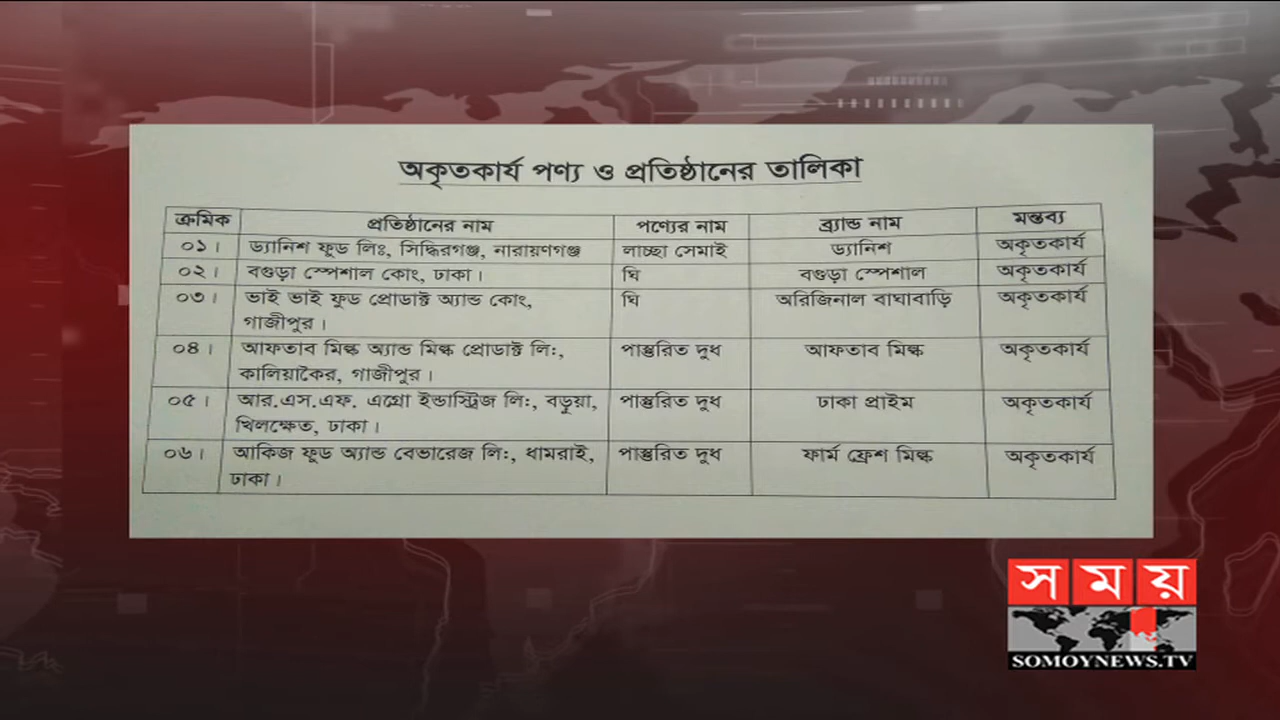 অকৃতকার্য পণ্য ও প্রতিষ্ঠানের তালিকা
ক্রমিক প্রতিষ্ঠানের নাম পণ্যের নাম ব্র্যান্ড নাম মন্তব্য
০১। ড্যানিশ ফুড লিঃ, সিদ্ধিরগঞ্জ, নারায়ণগঞ্জ লাচ্ছা সেমাই ড্যানিশ অকৃতকার্য
০২। বগুড়া স্পেশাল কোং, ঢাকা। ঘি বগুড়া স্পেশাল অকৃতকার্য
০৩। ভাই ভাই ফুড প্রোডাক্ট অ্যান্ড কোং, ঘি অরিজিনাল বাঘাবাড়ি অকৃতকার্য
গাজীপুর।
০৪। আফতাব মিল্ক অ্যান্ড মিল্ক প্রোডাক্ট লি:, পাস্তুরিত দুধ আফতাব মিল্ক অকৃতকার্য
কালিয়াকৈর, গাজীপুর।
০৫। আর.এস.এফ. এগ্রো ইন্ডাস্ট্রিজ লি:, বড়ুয়া, পাস্তুরিত দুধ ঢাকা প্রাইম অকৃতকার্য
খিলক্ষেত, ঢাকা।
০৬। আকিজ ফুড অ্যান্ড বেভারেজ লি:, ধামরাই, পাস্তুরিত দুধ ফার্ম ফ্রেশ মিল্ক অকৃতকার্য
ঢাকা।
সময়
SOMOYNEWS.TV